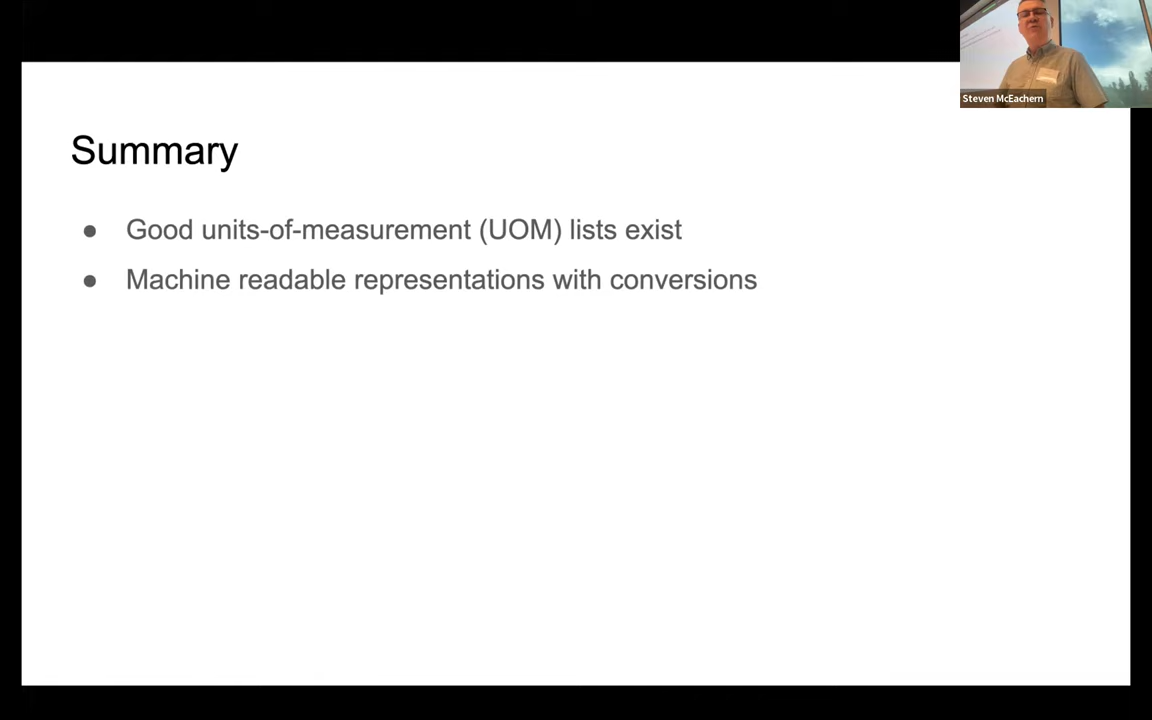 Steven McEachern
Summary
● Good units-of-measurement (UOM) lists exist
● Machine readable representations with conversions